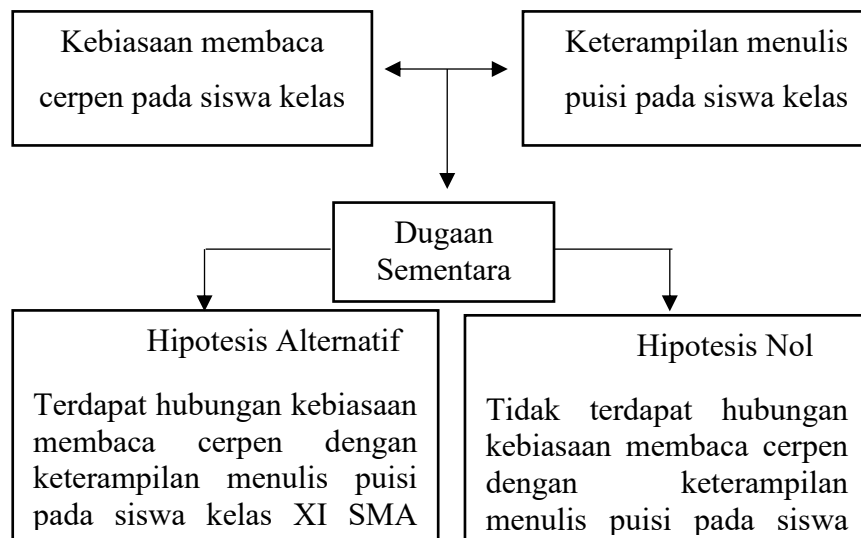 Kebiasaan membaca
cerpen pada siswa kelas
Keterampilan menulis
puisi pada siswa kelas
Dugaan
Sementara
Hipotesis Alternatif
Terdapat hubungan kebiasaan
membaca cerpen dengan
keterampilan menulis puisi
pada siswa kelas XI SMA
Hipotesis Nol
Tidak terdapat hubungan
kebiasaan membaca cerpen
dengan keterampilan
menulis puisi pada siswa